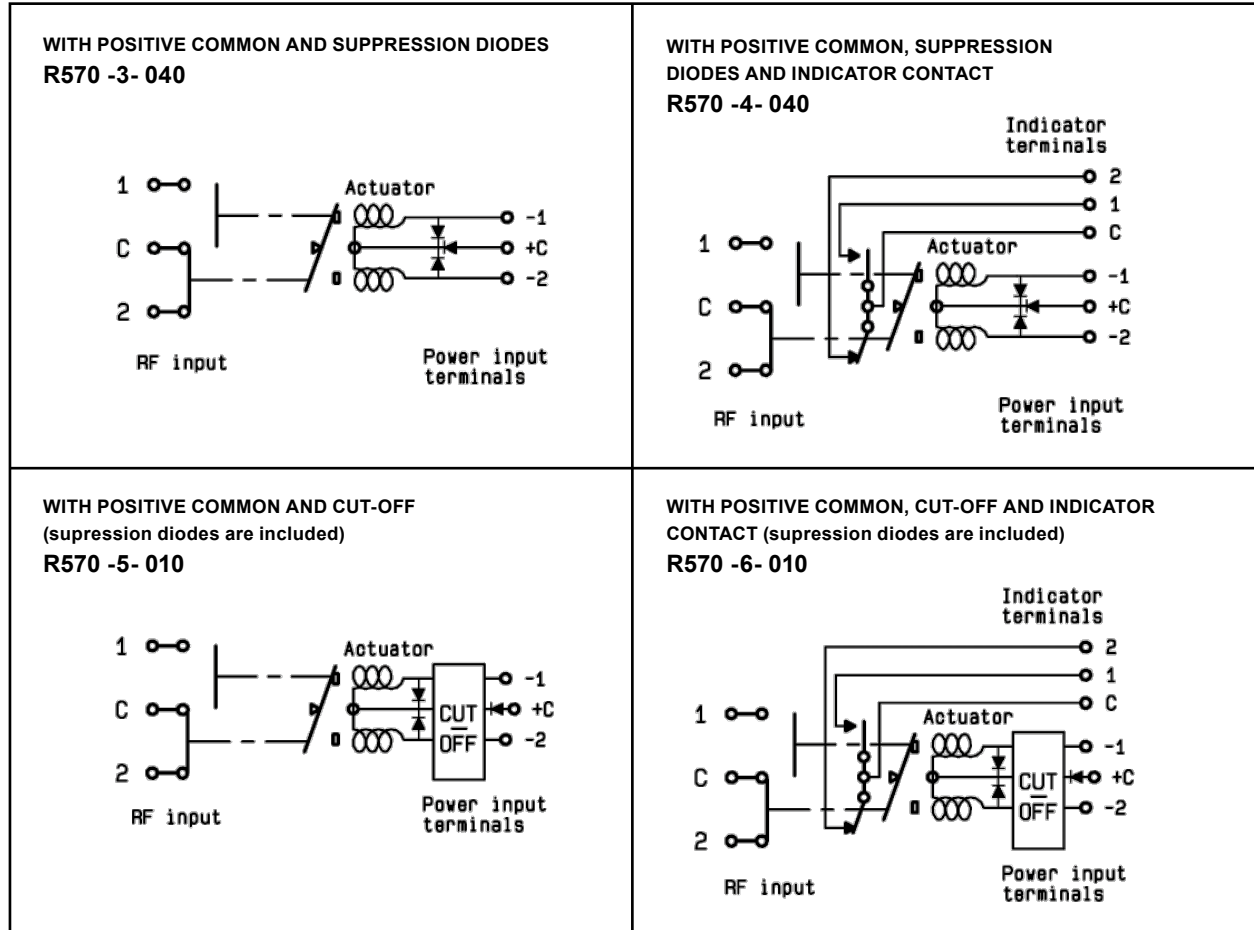 WITH POSITIVE COMMON AND SUPPRESSION DIODES
R570 -3- 040
1
Actuator
-1
C
+C
-2
2
RF input
Power input
terminals
WITH POSITIVE COMMON, SUPPRESSION
DIODES AND INDICATOR CONTACT
R570 -4- 040
Indicator
terminals
2
1
C
1
Actuator
-1
C
+C
-2
2
RF input
Power input
terminals
WITH POSITIVE COMMON AND CUT-OFF
(supression diodes are included)
R570 -5- 010
1
Actuator
-1
C
CUT
OFF
+C
-2
2
RF input
Power input
terminals
WITH POSITIVE COMMON, CUT-OFF AND INDICATOR
CONTACT (supression diodes are included)
R570 -6- 010
Indicator
terminals
2
1
C
1
Actuator
-1
C
CUT
OFF
+C
-2
2
RF input
Power input
terminals